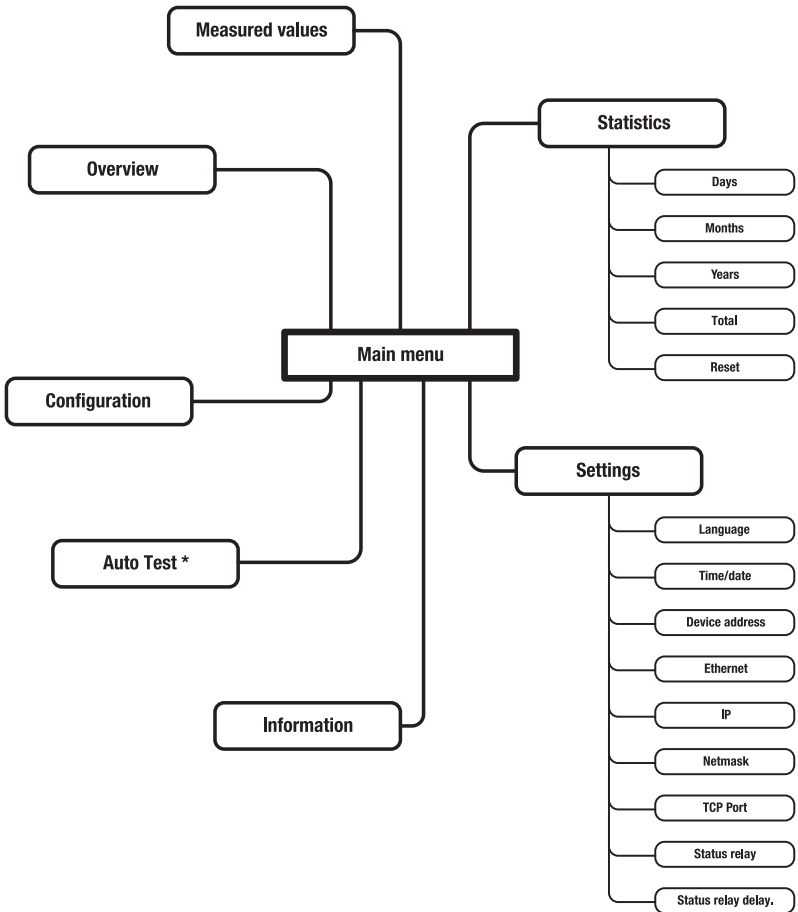 Measured values
Overview
Main menu
Configuration
Auto Test *
Information
Statistics
Days
Months
Years
Total
Reset
Settings
Language
Time/date
Device address
Ethernet
IP
Netmask
TCP Port
Status relay
Status relay delay.